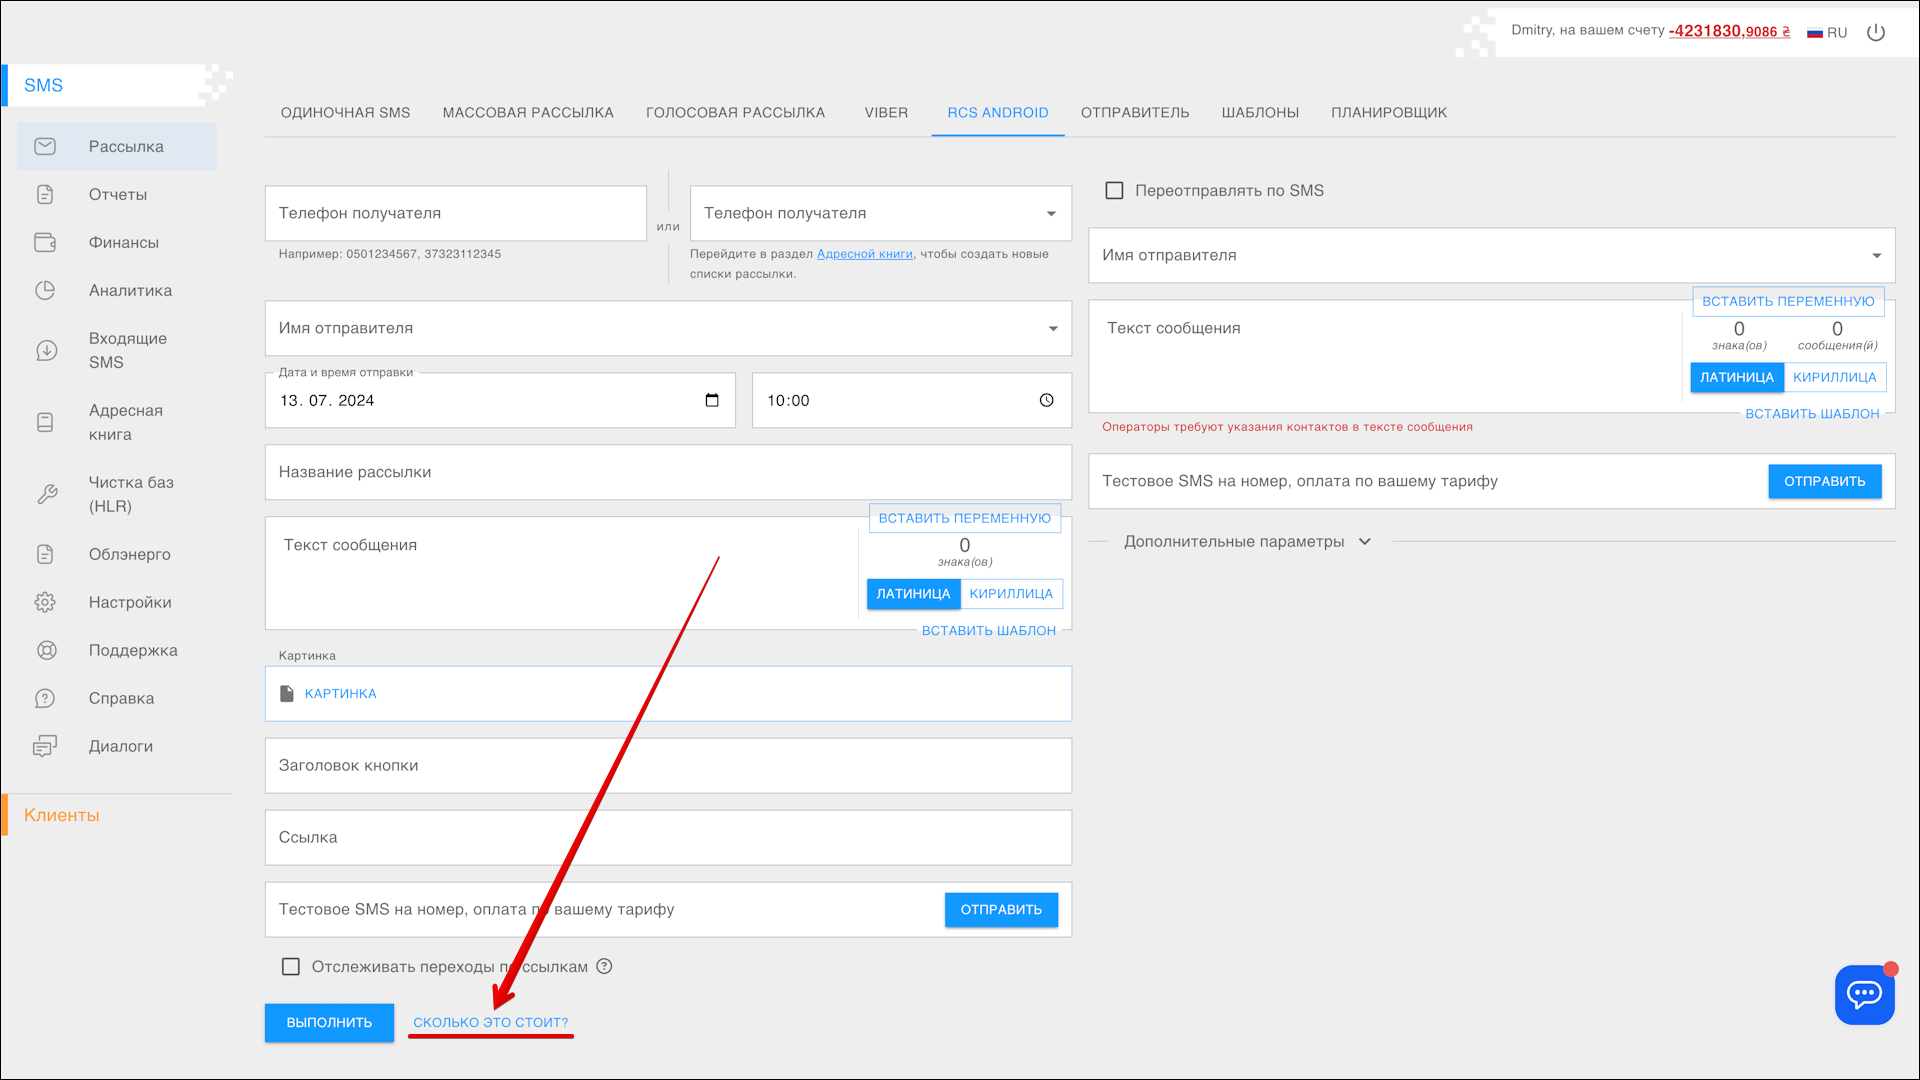 Dmitry, на вашем счету -4231830,9086 ₴ RU
SMS
Рассылка
Отчеты
Финансы
Аналитика
Входящие
SMS
Адресная
книга
Чистка баз
(HLR)
Облэнерго
Настройки
Поддержка
Справка
Диалоги
Клиенты
ОДИНОЧНАЯ SMS МАССОВАЯ РАССЫЛКА ГОЛОСОВАЯ РАССЫЛКА VIBER RCS ANDROID ОТПРАВИТЕЛЬ ШАБЛОНЫ ПЛАНИРОВЩИК
Телефон получателя
Например: 0501234567, 37323112345
или
Телефон получателя
Перейдите в раздел Адресной книги, чтобы создать новые
списки рассылки.
Имя отправителя
Дата и время отправки
13. 07. 2024
10:00
Название рассылки
Текст сообщения
ВСТАВИТЬ ПЕРЕМЕННУЮ
0
знака(ов)
ЛАТИНИЦА КИРИЛЛИЦА
ВСТАВИТЬ ШАБЛОН
Картинка
КАРТИНКА
Заголовок кнопки
Ссылка
Тестовое SMS на номер, оплата по вашему тарифу ОТПРАВИТЬ
Отслеживать переходы по ссылкам ?
ВЫПОЛНИТЬ СКОЛЬКО ЭТО СТОИТ?
Переотправлять по SMS
Имя отправителя
Текст сообщения
ВСТАВИТЬ ПЕРЕМЕННУЮ
0 0
знака(ов) сообщения(й)
ЛАТИНИЦА КИРИЛЛИЦА
ВСТАВИТЬ ШАБЛОН
Операторы требуют указания контактов в тексте сообщения
Тестовое SMS на номер, оплата по вашему тарифу ОТПРАВИТЬ
Дополнительные параметры